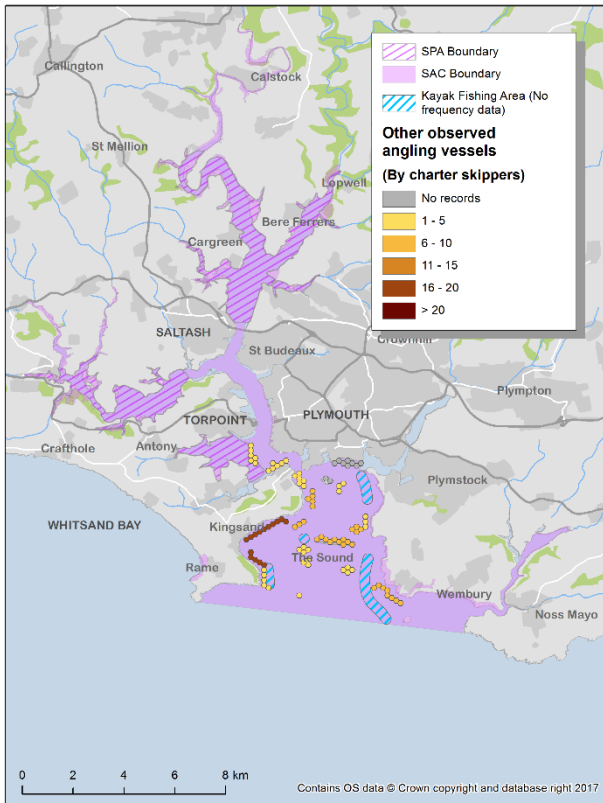 Callington
Calstock
St Mellion
Lopwell
Bere Ferrers
Cargreen
SPA Boundary
SAC Boundary
Kayak Fishing Area (No
frequency data)
Other observed
angling vessels
(By charter skippers)
No records
1 - 5
6 - 10
11 - 15
16 - 20
> 20
SALTASH
St Budeaux
Crownhill
Plympton
TORPOINT
PLYMOUTH
Crafthole
Antony
Plymstock
WHITSAND BAY
Kingsand
The Sound
Rame
Wembury
Noss Mayo
0 2 4 8 km
Contains OS data © Crown copyright and database right 2017